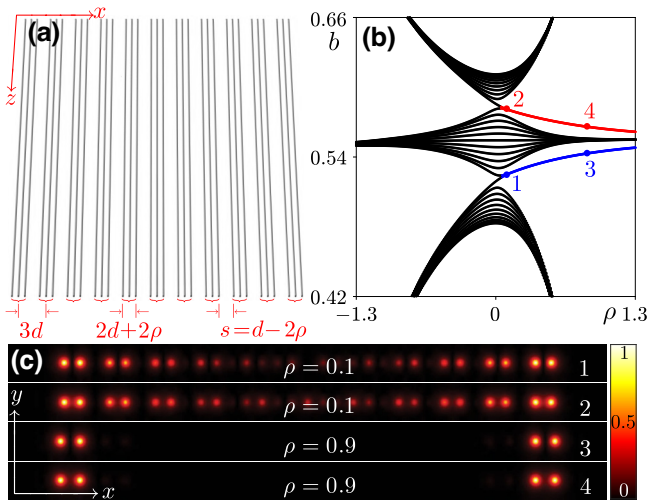 (a)
x
z
3d
2d+2ρ
s=d−2ρ
(b)
b
0.66
0.54
0.42
−1.3
0
ρ
1.3
2
4
1
3
(c)
ρ = 0.1
1
ρ = 0.1
2
ρ = 0.9
3
ρ = 0.9
4
y
x
1
0.5
0